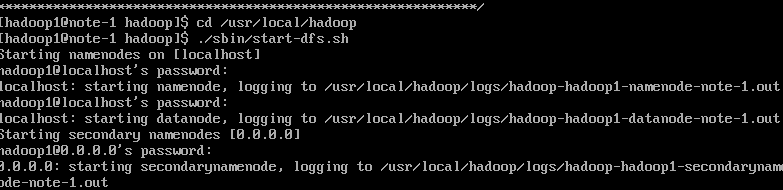 ************************************************************/
[hadoop1@note-1 hadoop]$ cd /usr/local/hadoop
[hadoop1@note-1 hadoop]$ ./sbin/start-dfs.sh
Starting namenodes on [localhost]
hadoop1@localhost's password:
localhost: starting namenode, logging to /usr/local/hadoop/logs/hadoop-hadoop1-namenode-note-1.out
hadoop1@localhost's password:
localhost: starting datanode, logging to /usr/local/hadoop/logs/hadoop-hadoop1-datanode-note-1.out
Starting secondary namenodes [0.0.0.0]
hadoop1@0.0.0.0's password:
0.0.0.0: starting secondarynamenode, logging to /usr/local/hadoop/logs/hadoop-hadoop1-secondarynam
ode-note-1.out